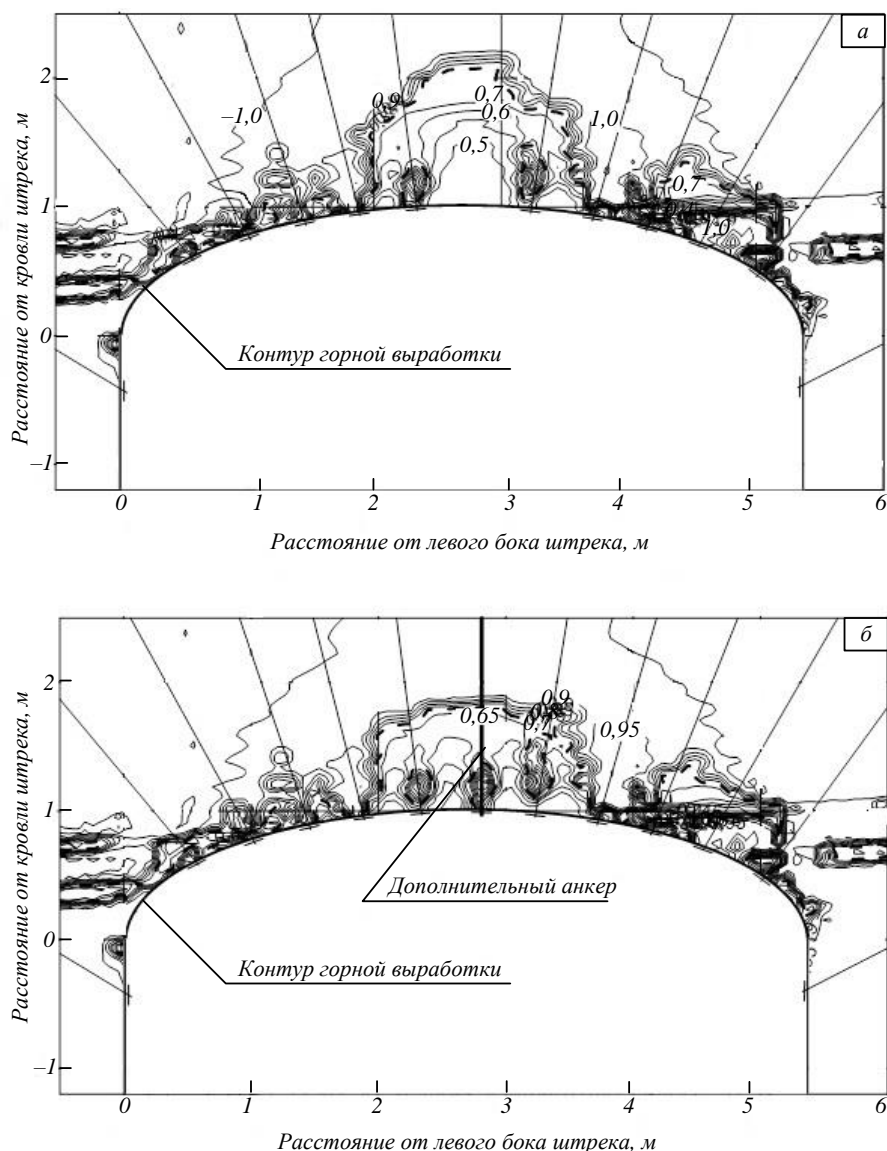 а
2
1
0
–1
Расстояние от кровли штрека, м
–1,0
0,9
0,7
0,6
0,5
1,0
0,7
1,0
Контур горной выработки
0 1 2 3 4 5 6
Расстояние от левого бока штрека, м
б
2
1
0
–1
Расстояние от кровли штрека, м
0,65
0,9
0,7
0,95
Дополнительный анкер
Контур горной выработки
0 1 2 3 4 5 6
Расстояние от левого бока штрека, м